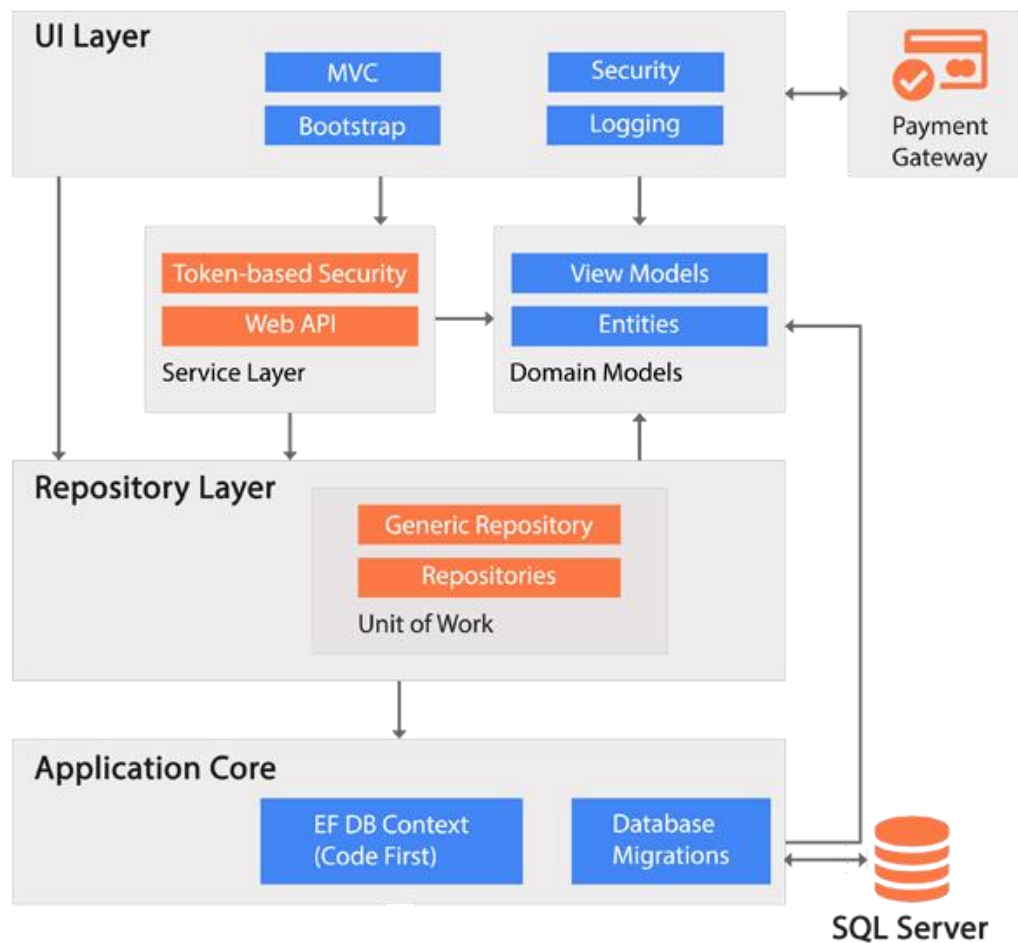 UI Layer
MVC
Security
Bootstrap
Logging
Payment
Gateway
Token-based Security
Web API
Service Layer
View Models
Entities
Domain Models
Repository Layer
Generic Repository
Repositories
Unit of Work
Application Core
EF DB Context
(Code First)
Database
Migrations
SQL Server